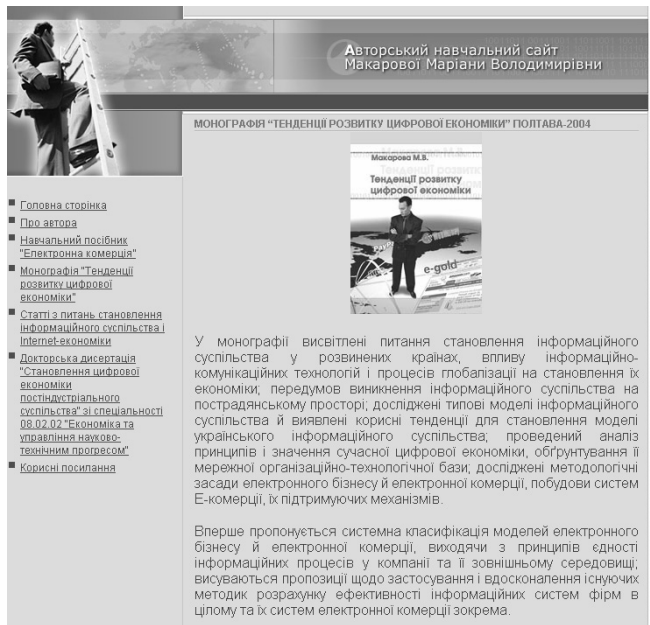 Авторський навчальний сайт
Макарової Маріани Володимирівни
МОНОГРАФІЯ “ТЕНДЕНЦІЇ РОЗВИТКУ ЦИФРОВОЇ ЕКОНОМІКИ” ПОЛТАВА-2004
Макарова М.В.
Тенденції розвитку
цифрової економіки
PayP
e-gold
Головна сторінка
Про автора
Навчальний посібник
"Електронна комерція"
Монографія "Тенденції
розвитку цифрової
економіки"
Статті з питань становлення
інформаційного суспільства і
Internet-економіки
Докторська дисертація
"Становлення цифрової
економіки
постіндустріального
суспільства" зі спеціальності
08.02.02 "Економіка та
управління науково-
технічним прогресом"
Корисні посилання
У монографії висвітлені питання становлення інформаційного
суспільства у розвинених країнах, впливу інформаційно-
комунікаційних технологій і процесів глобалізації на становлення їх
економіки; передумов виникнення інформаційного суспільства на
пострадянському просторі; досліджені типові моделі інформаційного
суспільства й виявлені корисні тенденції для становлення моделі
українського інформаційного суспільства; проведений аналіз
принципів і значення сучасної цифрової економіки, обґрунтування її
мережної організаційно-технологічної бази; досліджені методологічні
засади електронного бізнесу й електронної комерції, побудови систем
Е-комерції, їх підтримуючих механізмів.
Вперше пропонується системна класифікація моделей електронного
бізнесу й електронної комерції, виходячи з принципів єдності
інформаційних процесів у компанії та її зовнішньому середовищі;
висуваються пропозиції щодо застосування і вдосконалення існуючих
методик розрахунку ефективності інформаційних систем фірм в
цілому та їх систем електронної комерції зокрема.